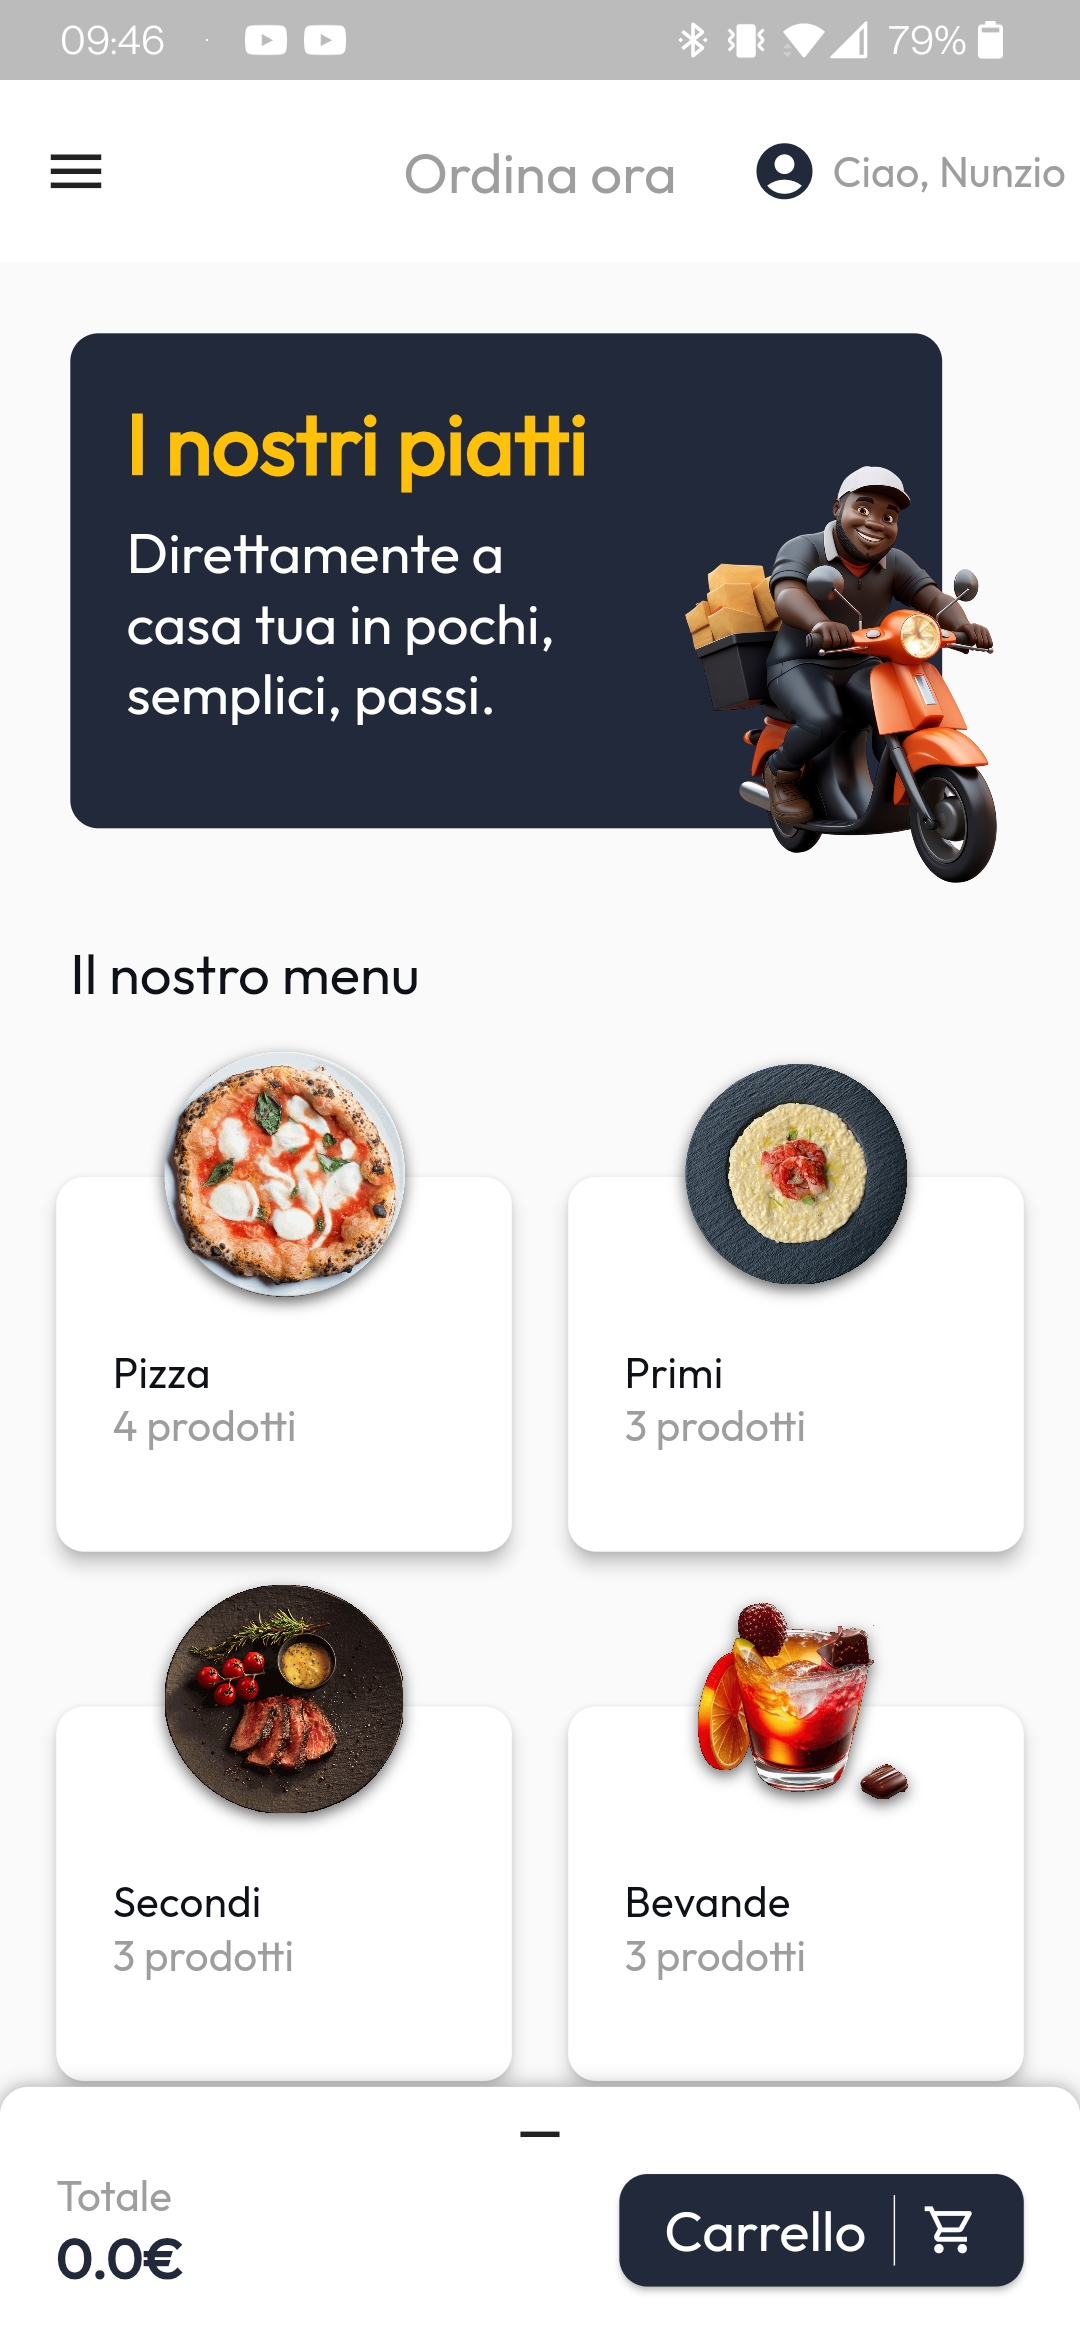 09:46
79%
Ordina ora
Ciao, Nunzio
I nostri piatti
Direttamente a
casa tua in pochi,
semplici, passi.
Il nostro menu
Pizza
4 prodotti
Primi
3 prodotti
Secondi
3 prodotti
Bevande
3 prodotti
Totale
0.0€
Carrello